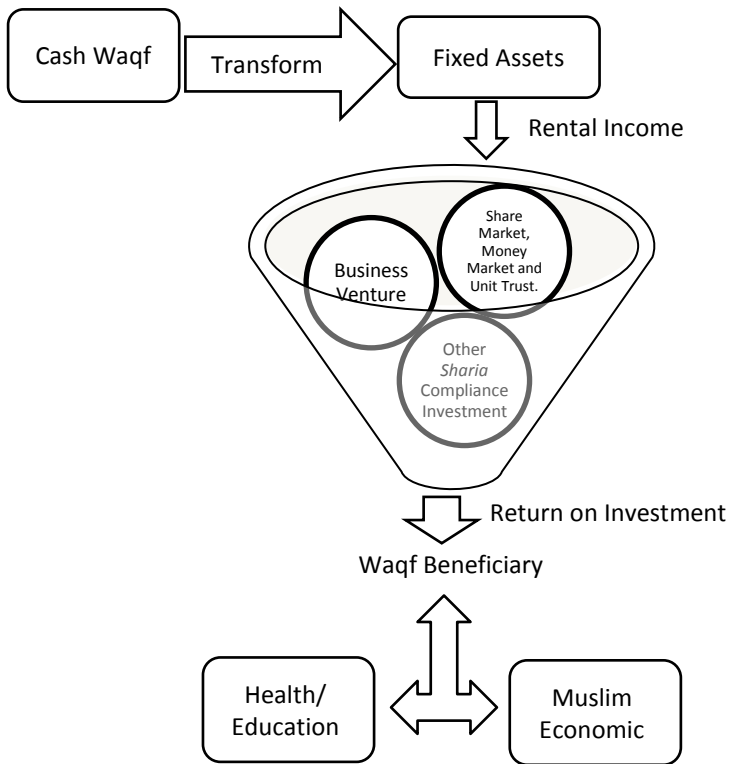 Cash Waqf
Transform
Fixed Assets
Rental Income
Share
Market,
Money
Market and
Unit Trust.
Business
Venture
Other
Sharia
Compliance
Investment
Return on Investment
Waqf Beneficiary
Health/
Education
Muslim
Economic